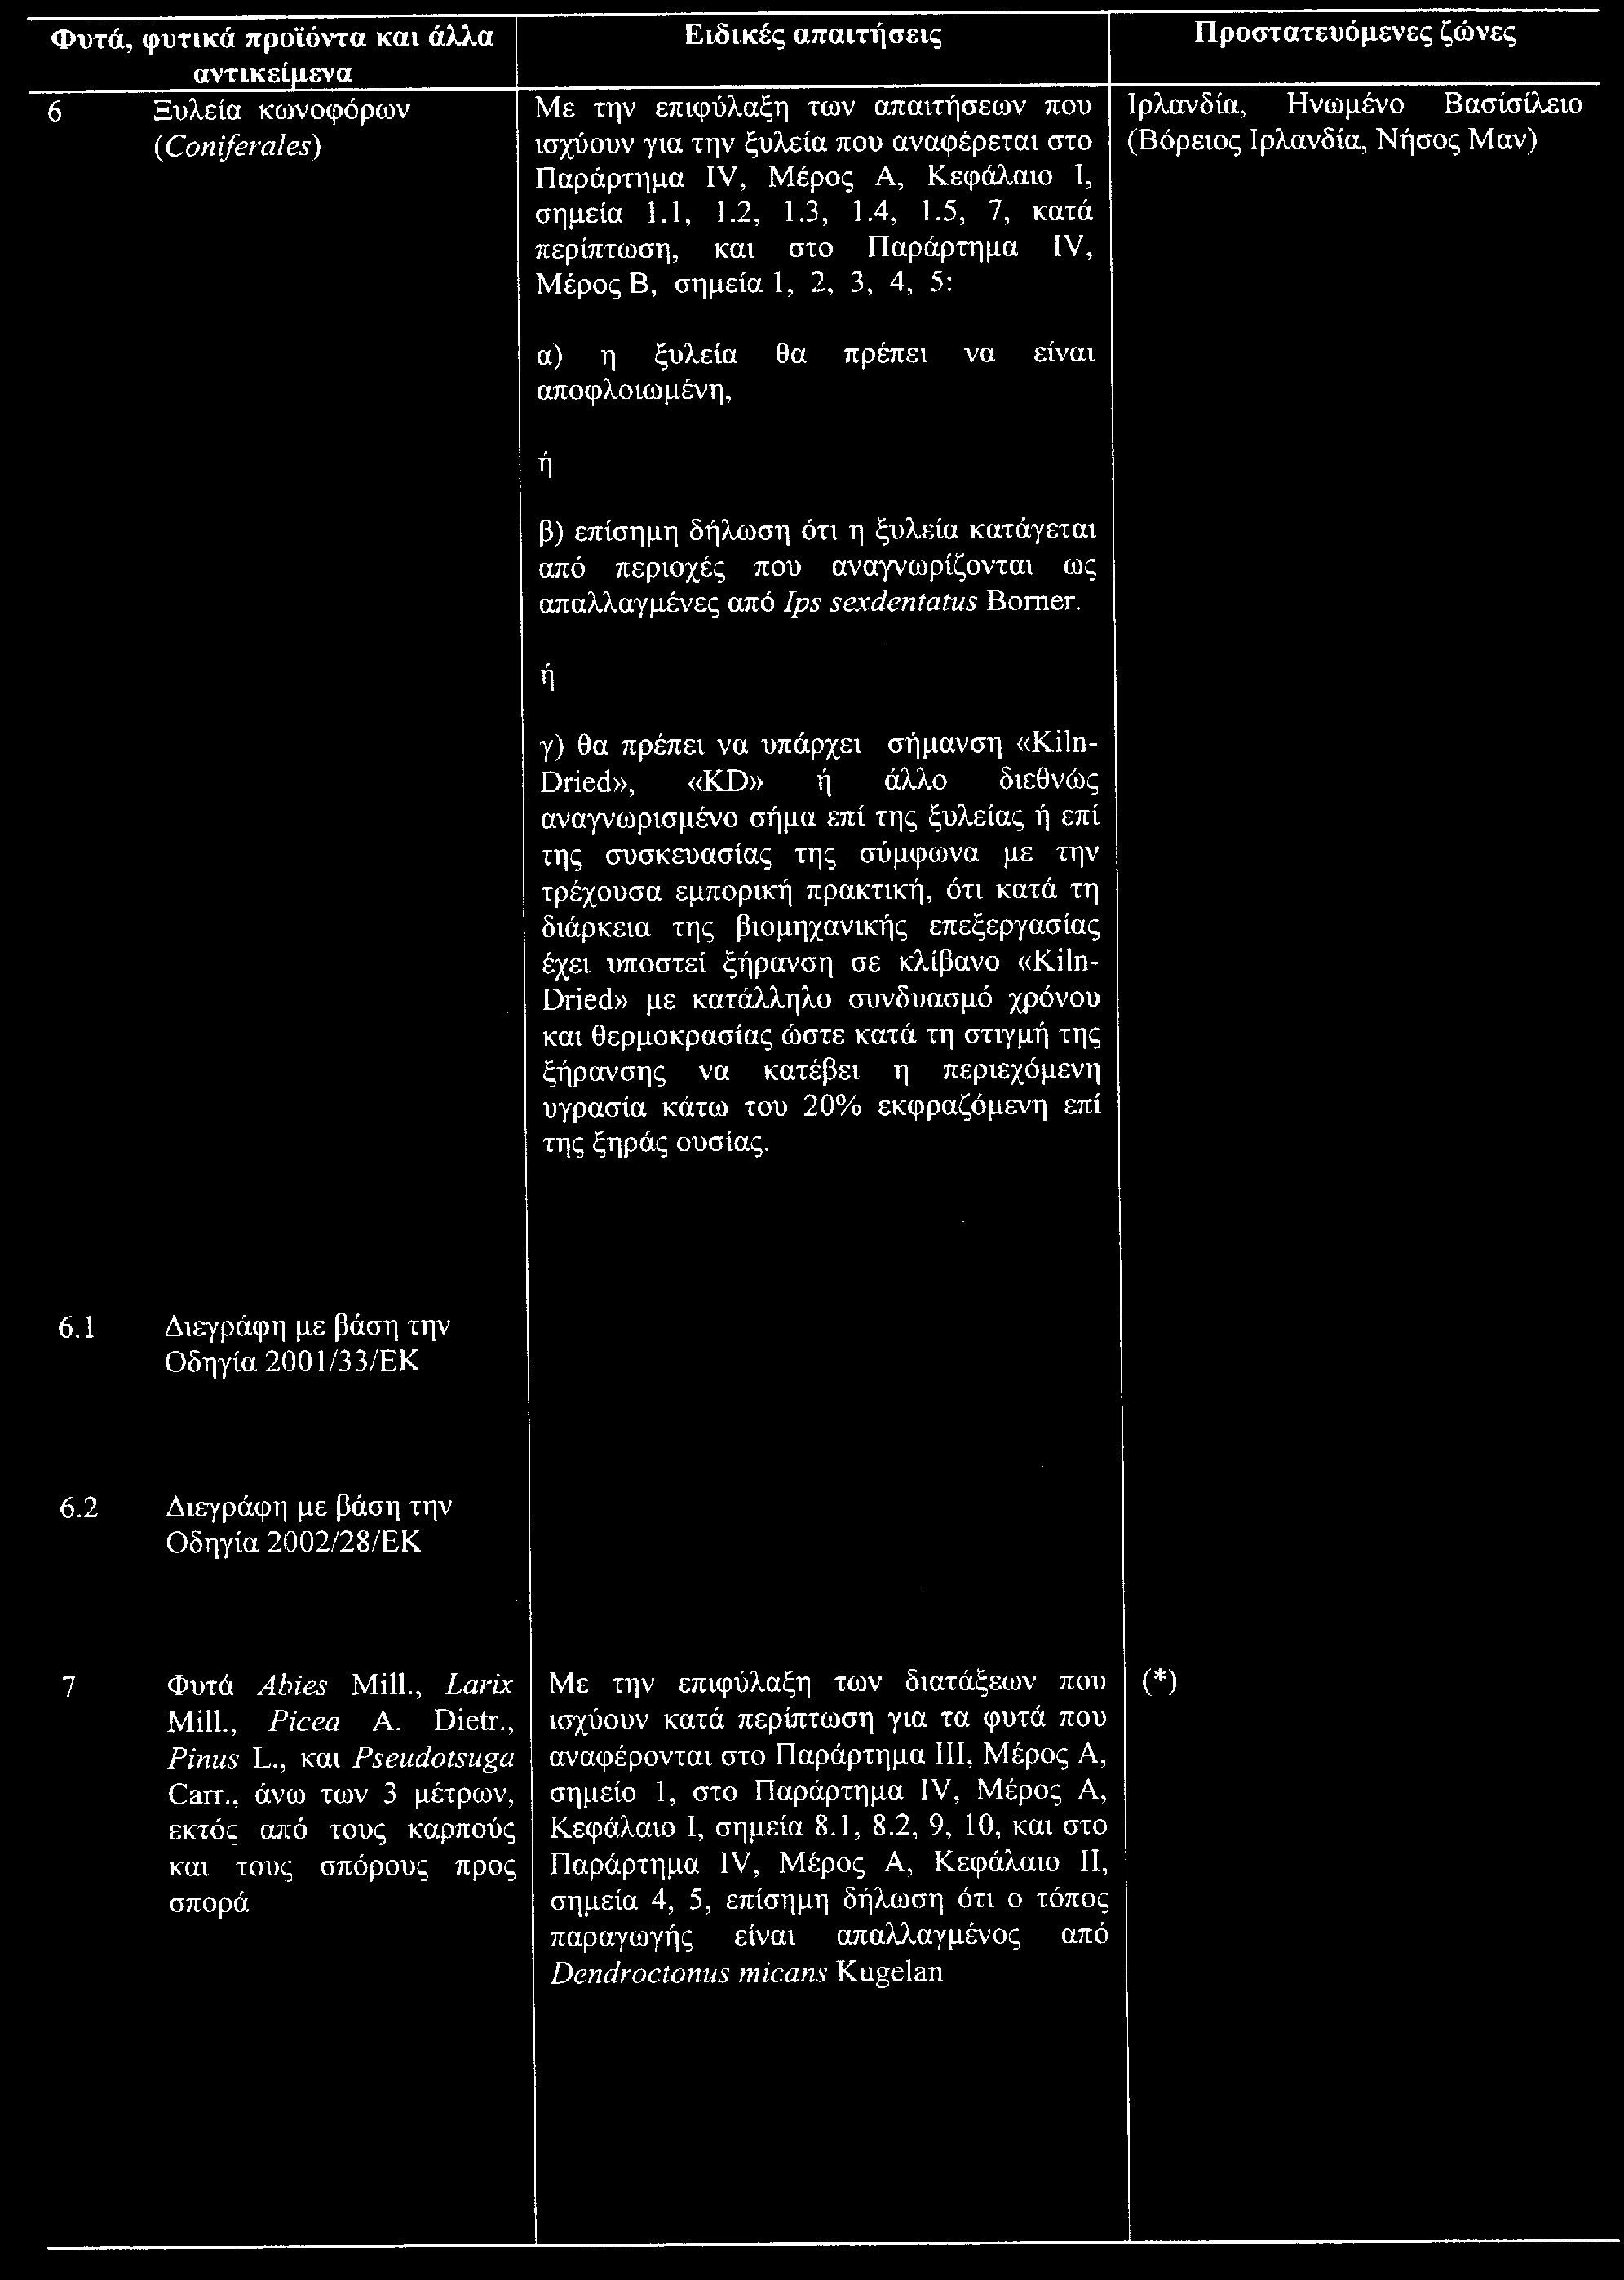 Φυτά, φυτικά προϊόντα και άλλα
αντικείμενα
Ειδικές απαιτήσεις
Προστατευόμενες ζώνες
6 Ξυλεία κωνοφόρων
(Coniferales)
Με την επιφύλαξη των απαιτήσεων που
ισχύουν για την ξυλεία που αναφέρεται στο
Παράρτημα IV, Μέρος Α, Κεφάλαιο Ι,
σημεία 1.1, 1.2, 1.3, 1.4, 1.5, 7, κατά
περίπτωση, και στο Παράρτημα IV,
Μέρος Β, σημεία 1, 2, 3, 4, 5:
α) η ξυλεία θα πρέπει να είναι
αποφλοιωμένη,
ή
β) επίσημη δήλωση ότι η ξυλεία κατάγεται
από περιοχές που αναγνωρίζονται ως
απαλλαγμένες από Ips sexdentatus Borner.
ή
γ) θα πρέπει να υπάρχει σήμανση «Kiln-
Dried», «KD» ή άλλο διεθνώς
αναγνωρισμένο σήμα επί της ξυλείας ή επί
της συσκευασίας της σύμφωνα με την
τρέχουσα εμπορική πρακτική, ότι κατά τη
διάρκεια της βιομηχανικής επεξεργασίας
έχει υποστεί ξήρανση σε κλίβανο «Kiln-
Dried» με κατάλληλο συνδυασμό χρόνου
και θερμοκρασίας ώστε κατά τη στιγμή της
ξήρανσης να κατέβει η περιεχόμενη
υγρασία κάτω του 20% εκφραζόμενη επί
της ξηράς ουσίας.
Ιρλανδία, Ηνωμένο Βασίσίλειο
(Βόρειος Ιρλανδία, Νήσος Μαν)
6.1 Διεγράφη με βάση την
Οδηγία 2001/33/ΕΚ
6.2 Διεγράφη με βάση την
Οδηγία 2002/28/ΕΚ
7 Φυτά Abies Mill., Larix
Mill., Picea A. Dietr.,
Pinus L., και Pseudotsuga
Carr., άνω των 3 μέτρων,
εκτός από τους καρπούς
και τους σπόρους προς
σπορά
Με την επιφύλαξη των διατάξεων που
ισχύουν κατά περίπτωση για τα φυτά που
αναφέρονται στο Παράρτημα ΙΙΙ, Μέρος Α,
σημείο 1, στο Παράρτημα IV, Μέρος Α,
Κεφάλαιο Ι, σημεία 8.1, 8.2, 9, 10, και στο
Παράρτημα IV, Μέρος Α, Κεφάλαιο ΙΙ,
σημεία 4, 5, επίσημη δήλωση ότι ο τόπος
παραγωγής είναι απαλλαγμένος από
Dendroctonus micans Kugelan
(*)